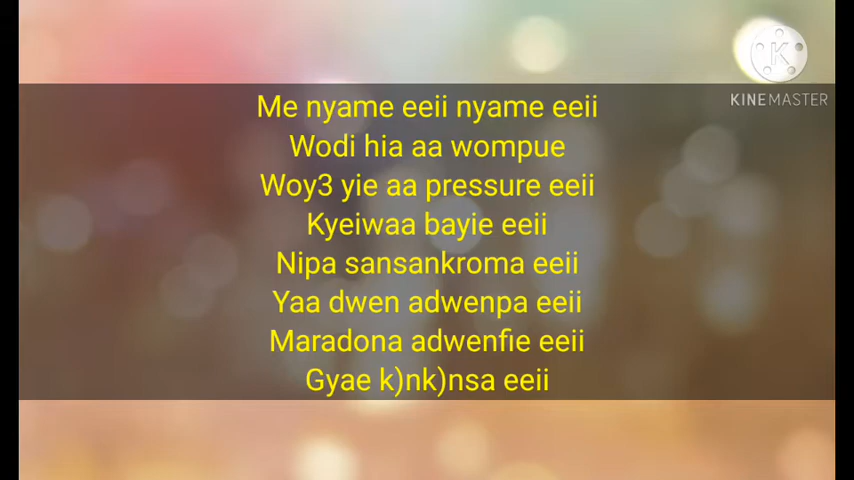 Me nyame eeii nyame eeii
Wodi hia aa wompue
Woy3 yie aa pressure eeii
Kyeiwaa bayie eeii
Nipa sansankroma eeii
Yaa dwen adwenpa eeii
Maradona adwenfie eeii
Gyae k)nk)nsa eeii
K
KINEMASTER